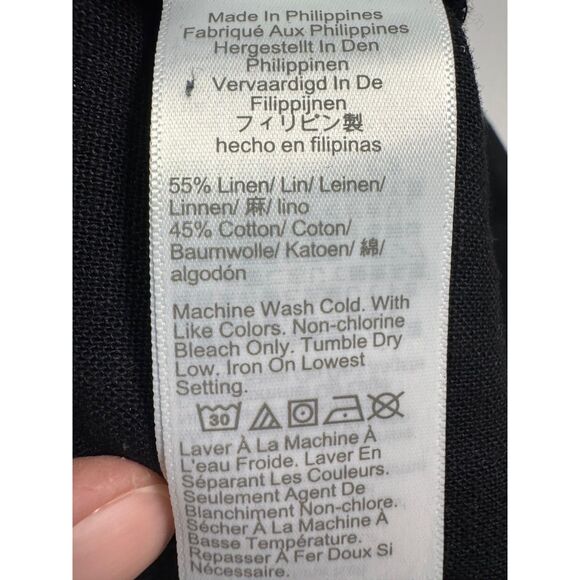 Made In Philippines
Fabriqué Aux Philippines
Hergestellt In Den
Philippinen
Vervaardigd In De
Filippijnen
フィリピン製
hecho en filipinas
55% Linen/ Lin/ Leinen/
Linnen/ 麻/ lino
45% Cotton/ Coton/
Baumwolle/ Katoen/ 綿/
algodón
Machine Wash Cold. With
Like Colors. Non-chlorine
Bleach Only. Tumble Dry
Low. Iron On Lowest
Setting.
30
Laver À La Machine À
L'eau Froide. Laver En
Séparant Les Couleurs.
Seulement Agent De
Blanchiment Non-chlore.
Sécher À La Machine À
Basse Température.
Repasser À Fer Doux Si
Nécessaire.